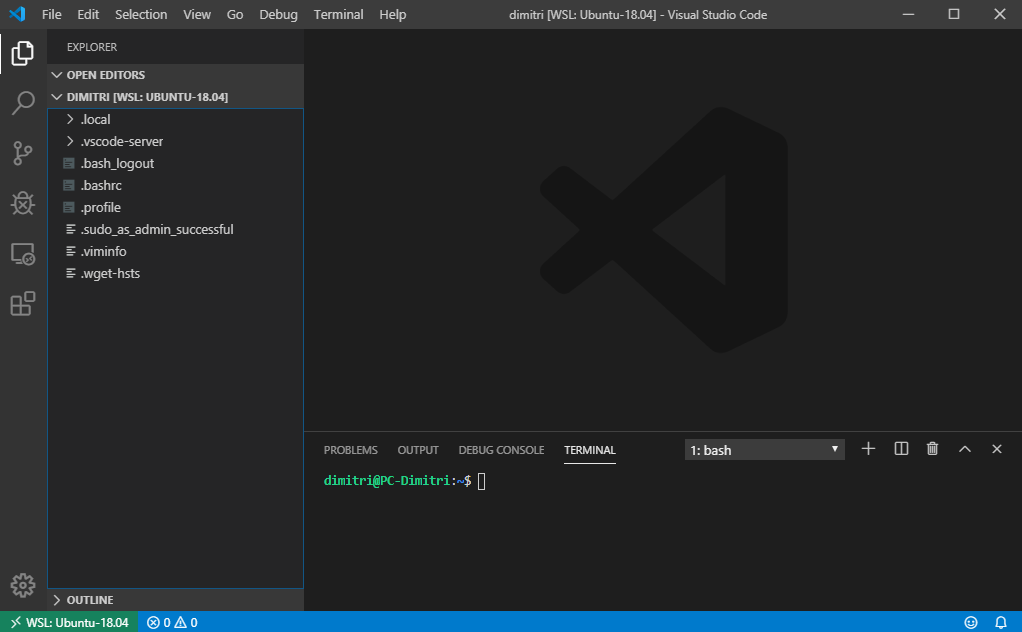 File Edit Selection View Go Debug Terminal Help dimitri [WSL: Ubuntu-18.04] - Visual Studio Code
EXPLORER
OPEN EDITORS
DIMITRI [WSL: UBUNTU-18.04]
.local
.vscode-server
.bash_logout
.bashrc
.profile
.sudo_as_admin_successful
.viminfo
.wget-hsts
OUTLINE
PROBLEMS OUTPUT DEBUG CONSOLE TERMINAL 1: bash
dimitri@PC-Dimitri:~$
WSL: Ubuntu-18.04 0 0